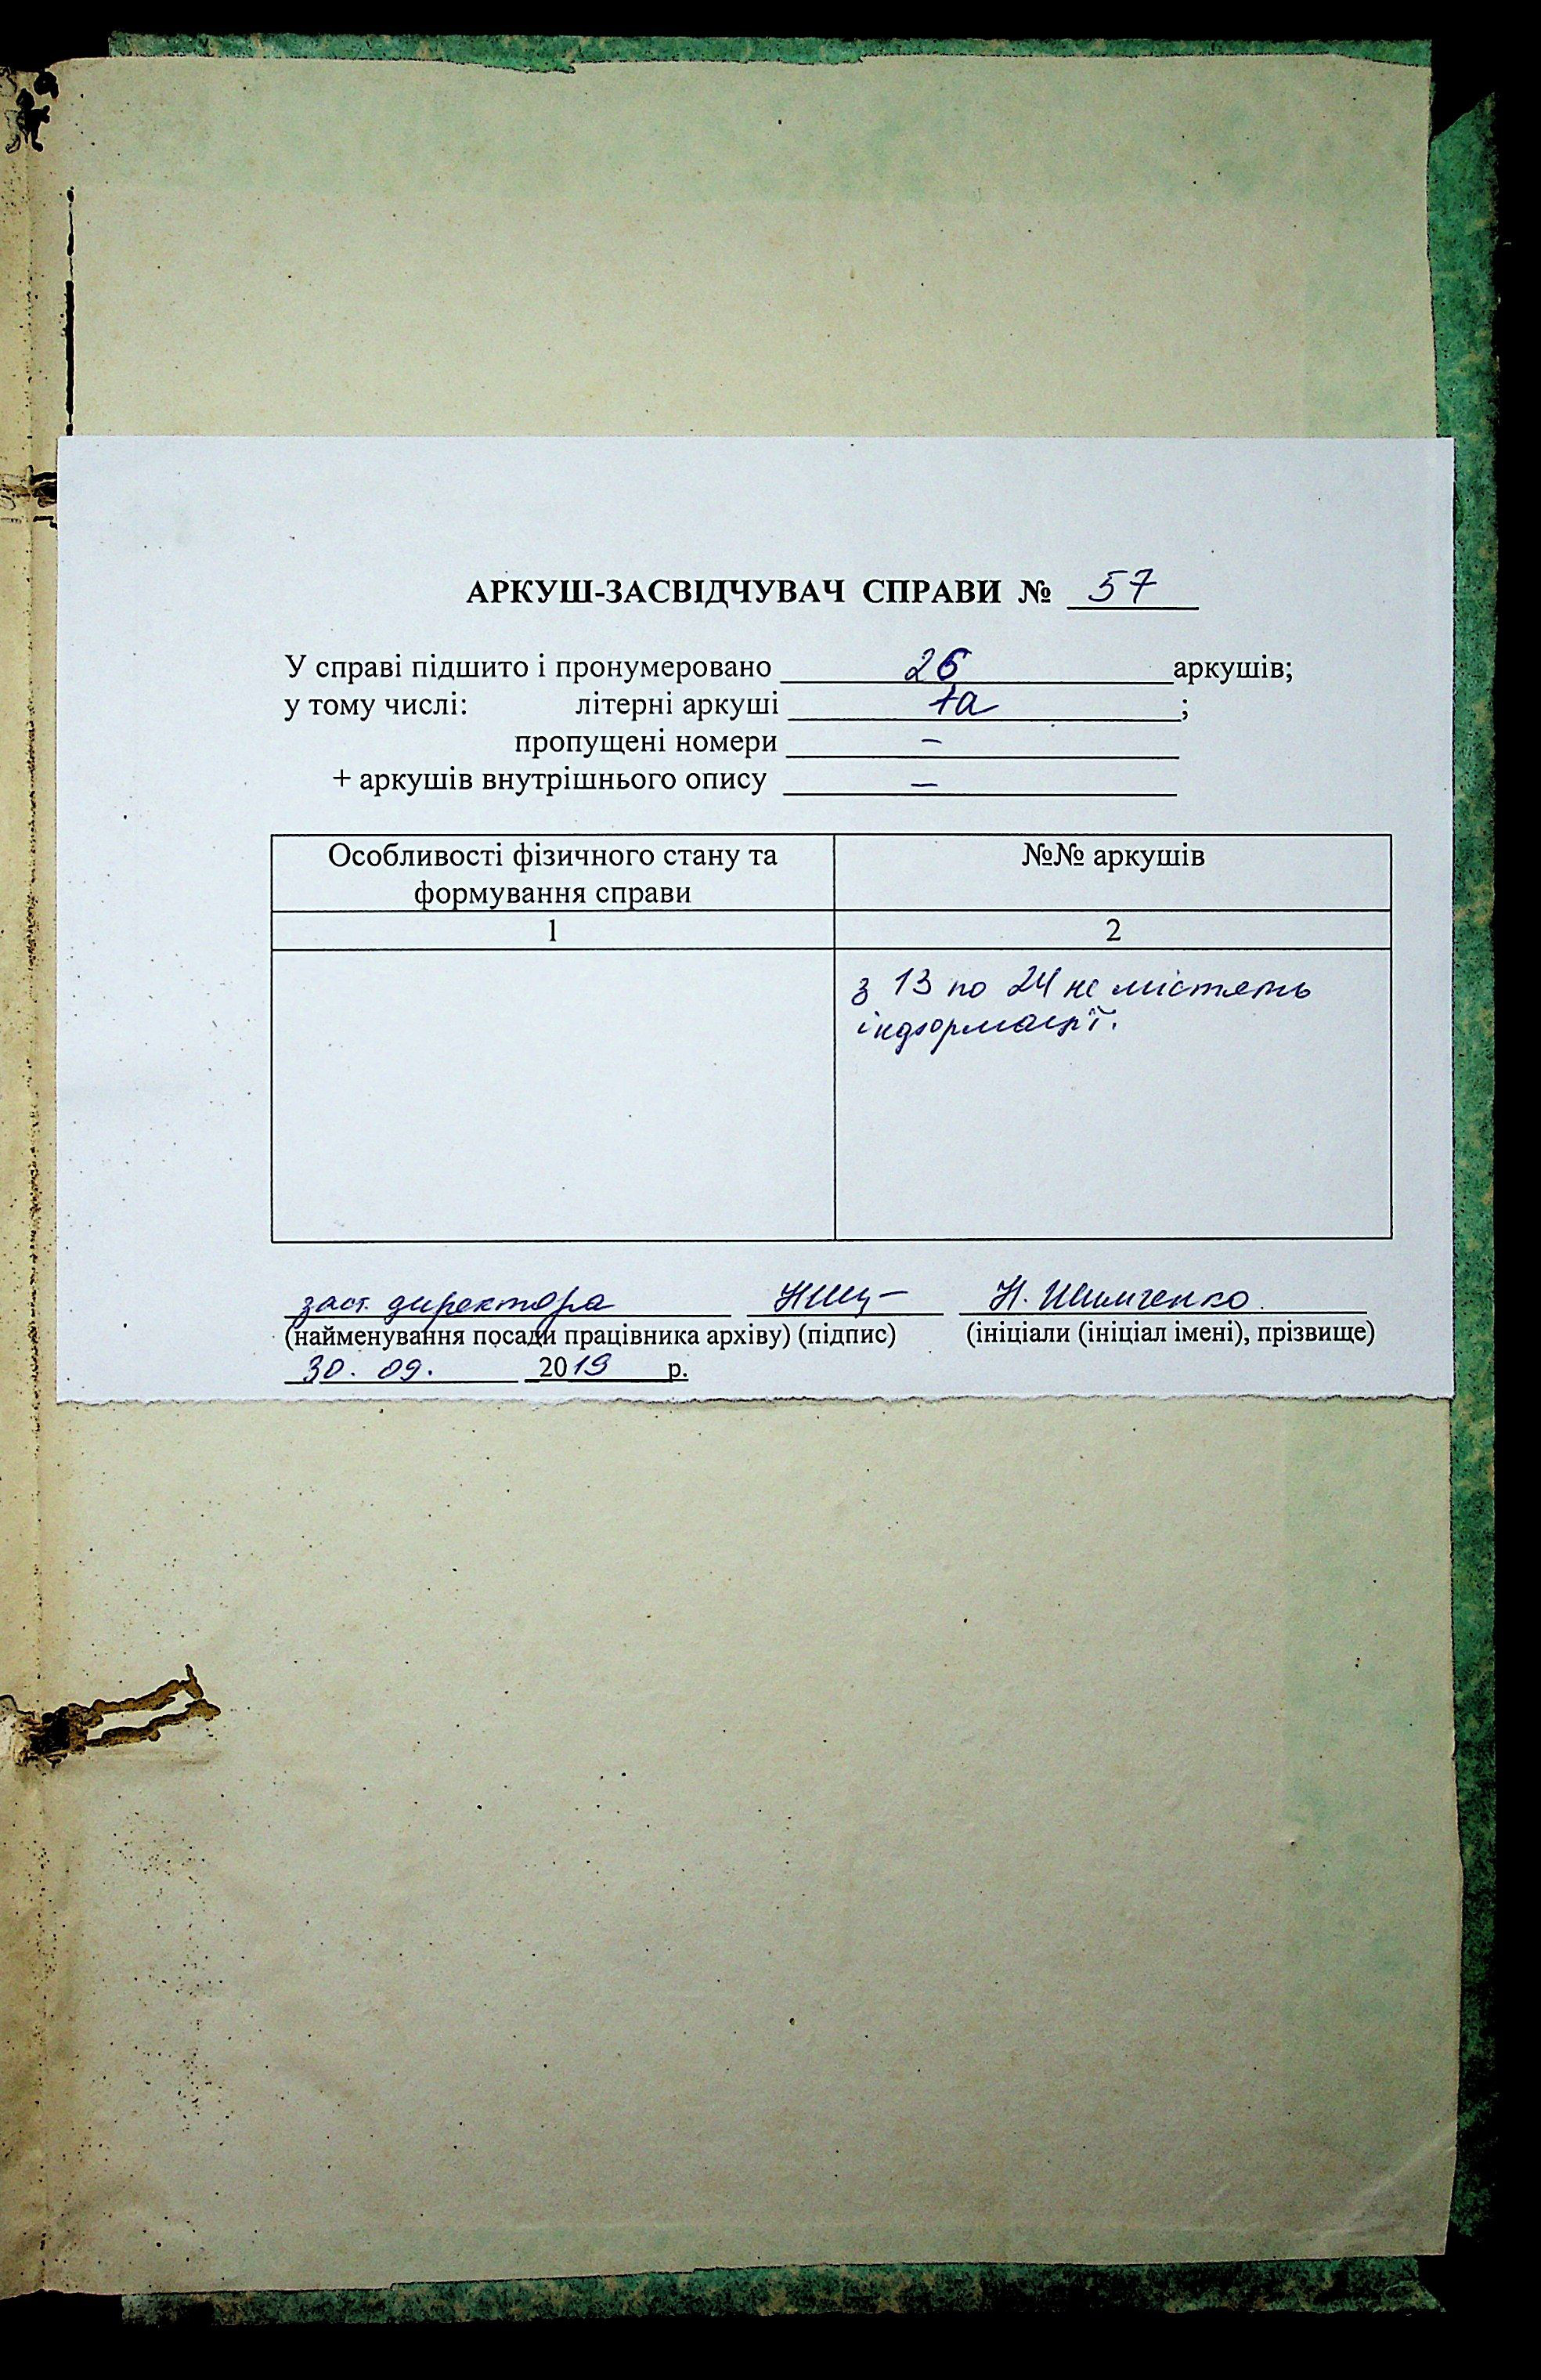 АРКУШ-ЗАСВІДЧУВАЧ СПРАВИ № 57
У справі підшито і пронумеровано 26 аркушів;
у тому числі: літерні аркуші 1а ;
пропущені номери –
+ аркушів внутрішнього опису –
Особливості фізичного стану та формування справи
№№ аркушів
1 2
з 13 по 24 не містять
інформації.
заст. директора Н. Шимченко
(найменування посади працівника архіву) (підпис) (ініціали (ініціал імені), прізвище)
30. 09. 2019 р.